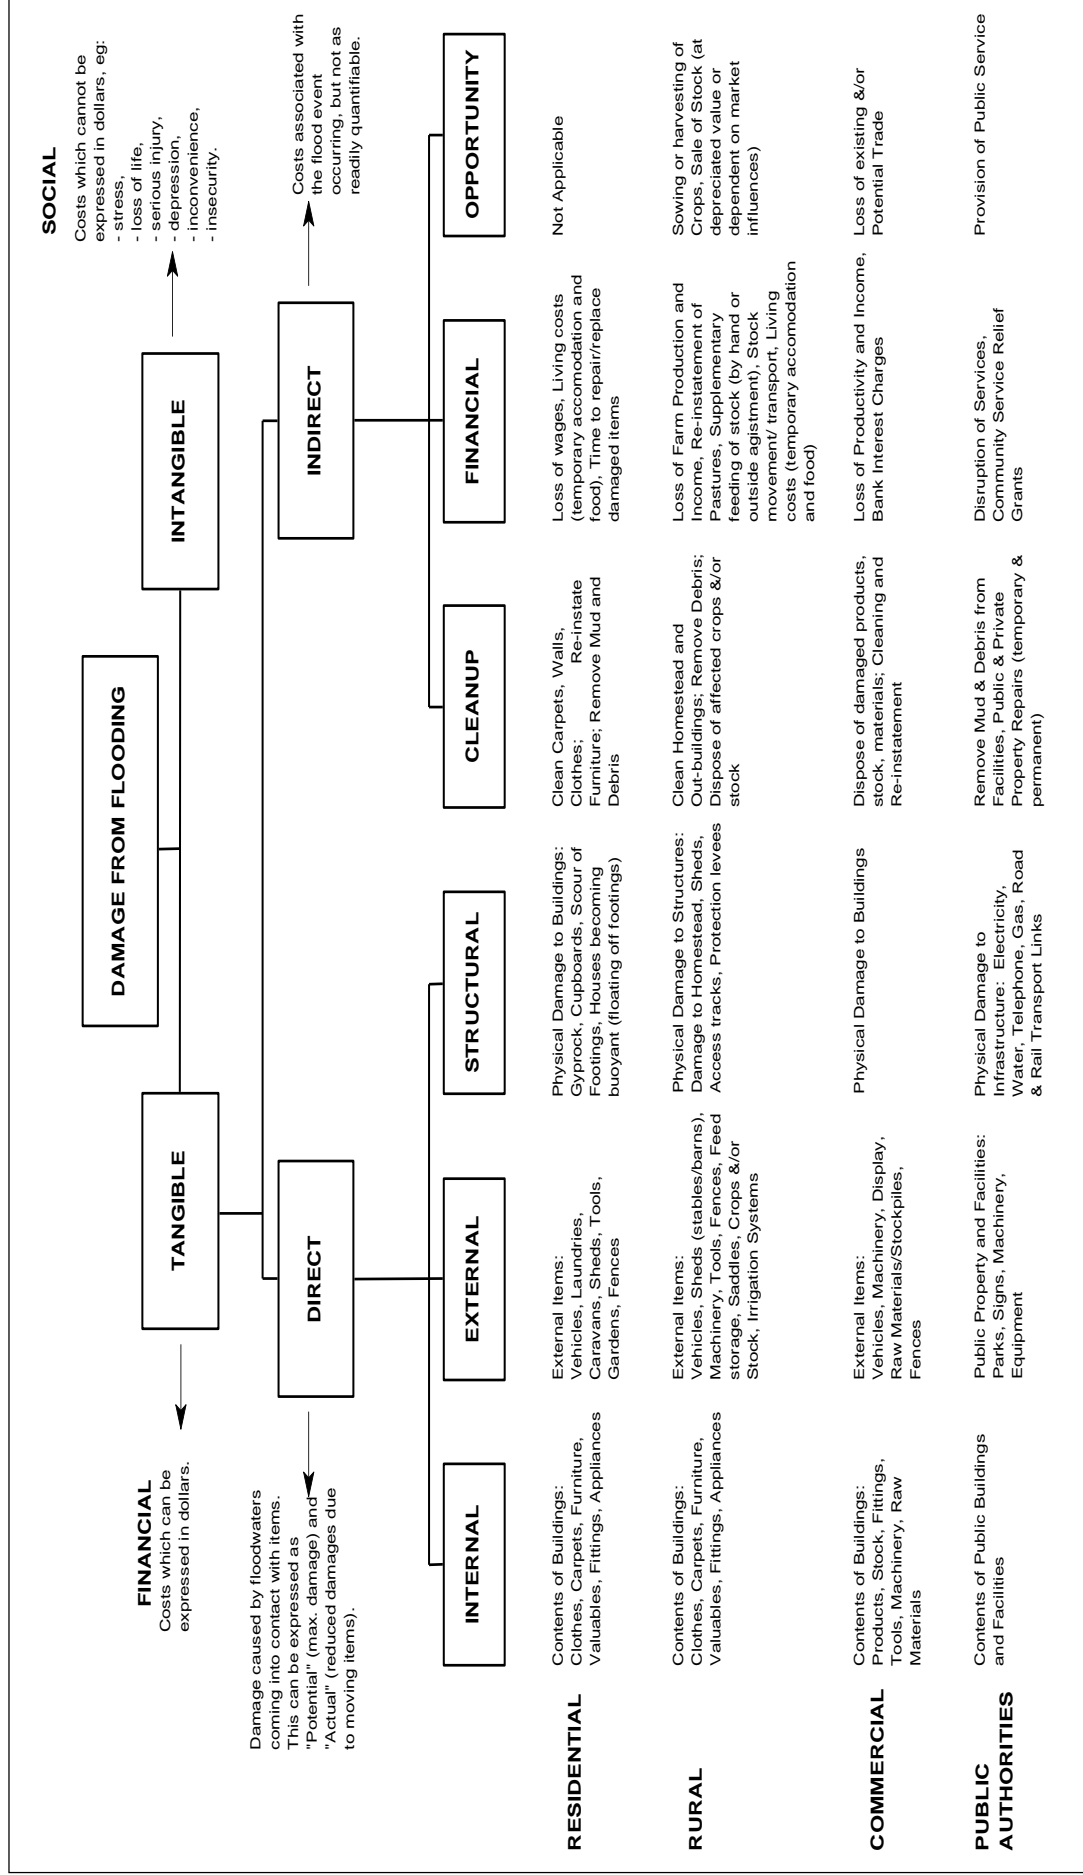 DAMAGE FROM FLOODING
SOCIAL
Costs which cannot be
expressed in dollars, eg:
- stress,
- loss of life,
- serious injury,
- depression,
- inconvenience,
- insecurity.
FINANCIAL
Costs which can be
expressed in dollars.
TANGIBLE
INTANGIBLE
Damage caused by floodwaters
coming into contact with items.
This can be expressed as
"Potential" (max. damage) and
"Actual" (reduced damages due
to moving items).
DIRECT
INDIRECT
Costs associated with
the flood event
occurring, but not as
readily quantifiable.
INTERNAL
EXTERNAL
STRUCTURAL
CLEANUP
FINANCIAL
OPPORTUNITY
RESIDENTIAL
Contents of Buildings:
Clothes, Carpets, Furniture,
Valuables, Fittings, Appliances
External Items:
Vehicles, Laundries,
Caravans, Sheds, Tools,
Gardens, Fences
Physical Damage to Buildings:
Gyprock, Cupboards, Scour of
Footings, Houses becoming
buoyant (floating off footings)
Clean Carpets, Walls,
Clothes; Re-instate
Furniture; Remove Mud and
Debris
Loss of wages, Living costs
(temporary accomodation and
food), Time to repair/replace
damaged items
Not Applicable
RURAL
Contents of Buildings:
Clothes, Carpets, Furniture,
Valuables, Fittings, Appliances
External Items:
Vehicles, Sheds (stables/barns),
Machinery, Tools, Fences, Feed
storage, Saddles, Crops &/or
Stock, Irrigation Systems
Physical Damage to Structures:
Damage to Homestead, Sheds,
Access tracks, Protection levees
Clean Homestead and
Out-buildings; Remove Debris;
Dispose of affected crops &/or
stock
Loss of Farm Production and
Income, Re-instatement of
Pastures, Supplementary
feeding of stock (by hand or
outside agistment), Stock
movement/ transport, Living
costs (temporary accomodation
and food)
Sowing or harvesting of
Crops, Sale of Stock (at
depreciated value or
dependent on market
influences)
COMMERCIAL
Contents of Buildings:
Products, Stock, Fittings,
Tools, Machinery, Raw
Materials
External Items:
Vehicles, Machinery, Display,
Raw Materials/Stockpiles,
Fences
Physical Damage to Buildings
Dispose of damaged products,
stock, materials; Cleaning and
Re-instatement
Loss of Productivity and Income,
Bank Interest Charges
Loss of existing &/or
Potential Trade
PUBLIC
AUTHORITIES
Contents of Public Buildings
and Facilities
Public Property and Facilities:
Parks, Signs, Machinery,
Equipment
Physical Damage to
Infrastructure: Electricity,
Water, Telephone, Gas, Road
& Rail Transport Links
Remove Mud & Debris from
Facilities, Public & Private
Property Repairs (temporary &
permanent)
Disruption of Services,
Community Service Relief
Grants
Provision of Public Service